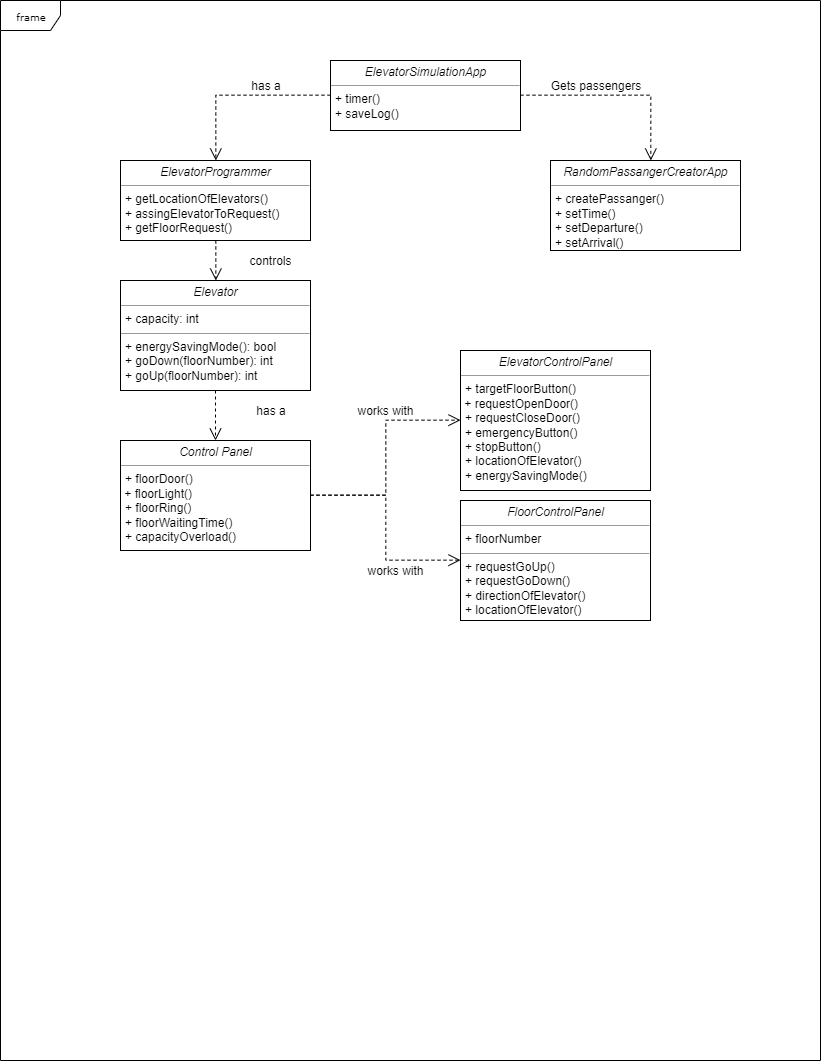 frame
ElevatorSimulationApp
+ timer()
+ saveLog()
has a
Gets passengers
ElevatorProgrammer
+ getLocationOfElevators()
+ assingElevatorToRequest()
+ getFloorRequest()
RandomPassangerCreatorApp
+ createPassanger()
+ setTime()
+ setDeparture()
+ setArrival()
controls
Elevator
+ capacity: int
+ energySavingMode(): bool
+ goDown(floorNumber): int
+ goUp(floorNumber): int
has a
Control Panel
+ floorDoor()
+ floorLight()
+ floorRing()
+ floorWaitingTime()
+ capacityOverload()
works with
ElevatorControlPanel
+ targetFloorButton()
+ requestOpenDoor()
+ requestCloseDoor()
+ emergencyButton()
+ stopButton()
+ locationOfElevator()
+ energySavingMode()
works with
FloorControlPanel
+ floorNumber
+ requestGoUp()
+ requestGoDown()
+ directionOfElevator()
+ locationOfElevator()